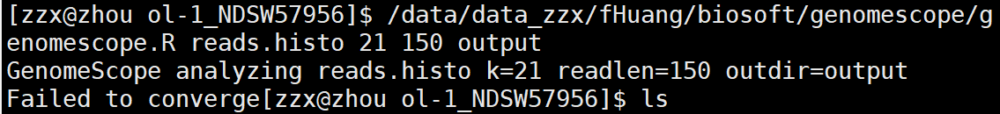 [zzx@zhou ol-1_NDSW57956]$ /data/data_zzx/fHuang/biosoft/genomescope/g
enomescope.R reads.histo 21 150 output
GenomeScope analyzing reads.histo k=21 readlen=150 outdir=output
Failed to converge[zzx@zhou ol-1_NDSW57956]$ ls